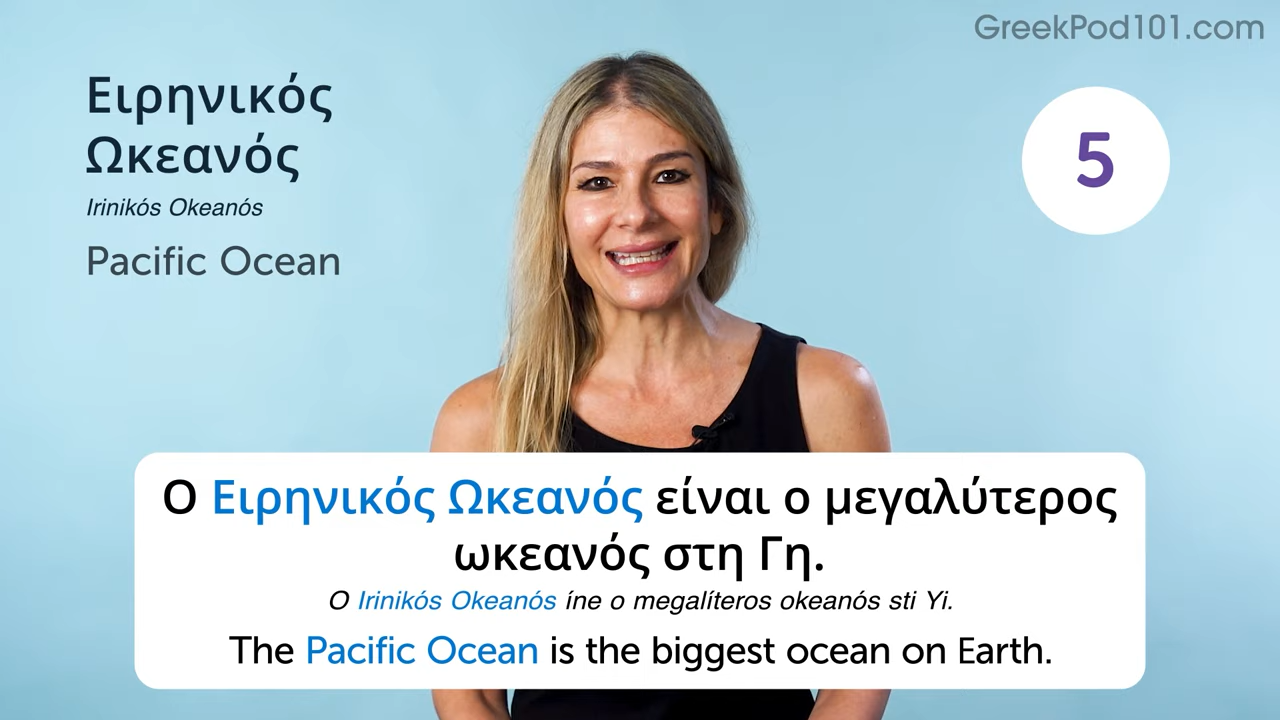 GreekPod101.com
Ειρηνικός
Ωκεανός
Irinikós Okeanós
Pacific Ocean
5
Ο Ειρηνικός Ωκεανός είναι ο μεγαλύτερος
ωκεανός στη Γη.
O Irinikós Okeanós íne o megalíteros okeanós sti Yi.
The Pacific Ocean is the biggest ocean on Earth.